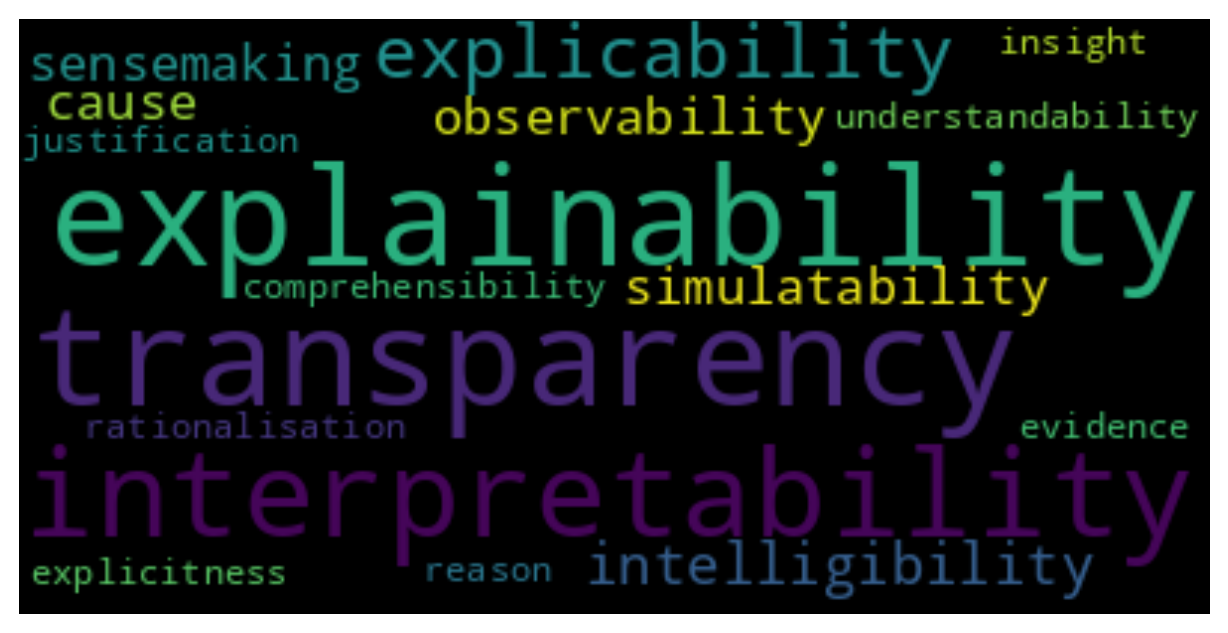 sensemaking explicability insight
cause observability understandability
justification
explainability
comprehensibility simulatability
transparency
rationalisation evidence
interpretability
explicitness reason intelligibility